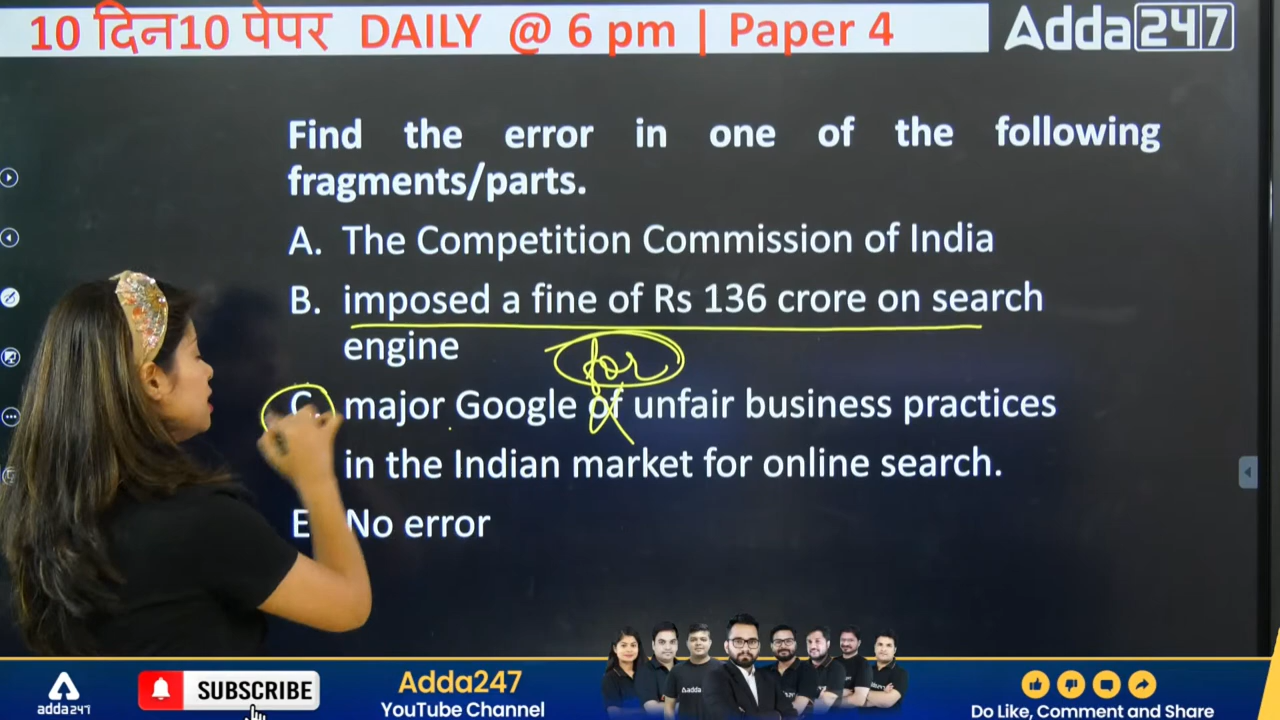 10 दिन10 पेपर DAILY @ 6 pm | Paper 4
Adda247
Find the error in one of the following
fragments/parts.
A. The Competition Commission of India
B. imposed a fine of Rs 136 crore on search
engine
for
C. major Google of unfair business practices
in the Indian market for online search.
E No error
adda247
SUBSCRIBE
Adda247
YouTube Channel
Adda247
Do Like, Comment and Share